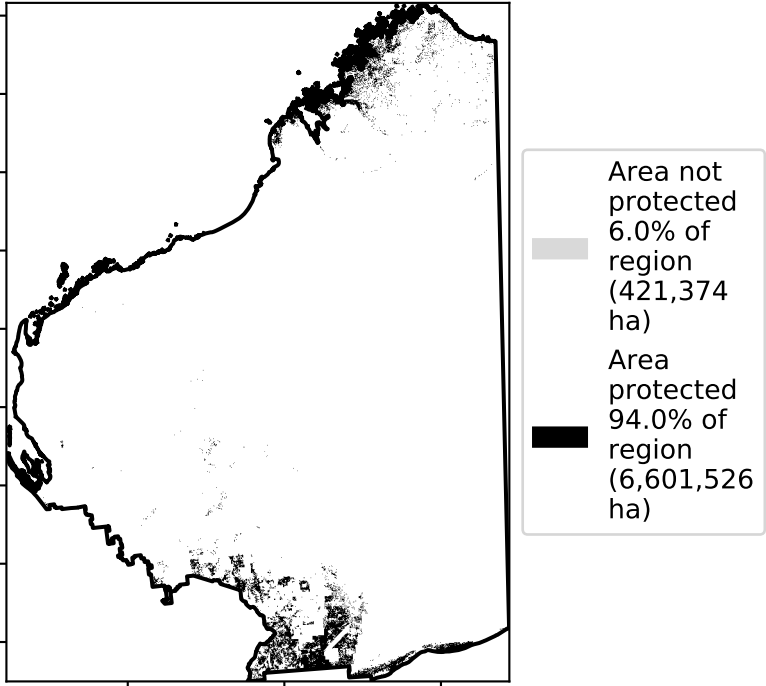 Area not
protected
6.0% of
region
(421,374
ha)
Area
protected
94.0% of
region
(6,601,526
ha)